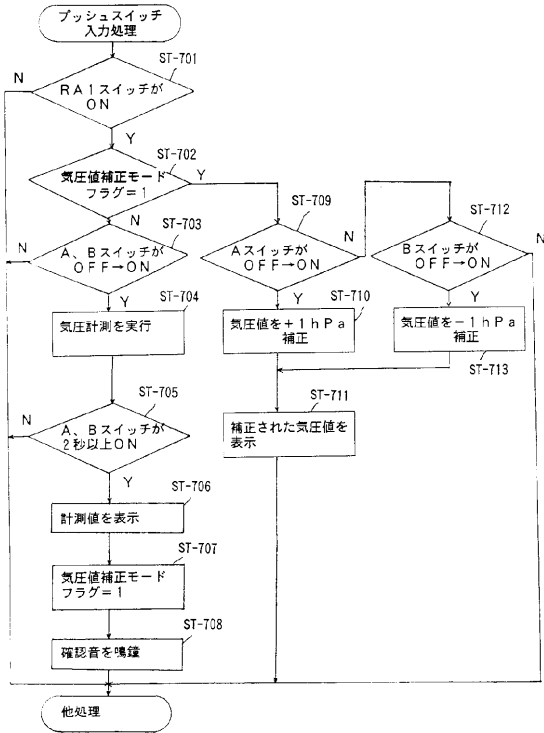 プッシュスイッチ
入力処理
ST-701
N
RA1スイッチが
ON
Y
ST-702
気圧値補正モード
フラグ=1
Y
N
ST-703
N
A、Bスイッチが
OFF→ON
Y
ST-704
気圧計測を実行
ST-705
N
A、Bスイッチが
2秒以上ON
Y
ST-706
計測値を表示
ST-707
気圧値補正モード
フラグ=1
ST-708
確認音を鳴鐘
他処理
ST-709
Aスイッチが
OFF→ON
N
Y
ST-710
気圧値を+1hPa
補正
ST-711
補正された気圧値を
表示
ST-712
Bスイッチが
OFF→ON
N
Y
気圧値を-1hPa
補正
ST-713